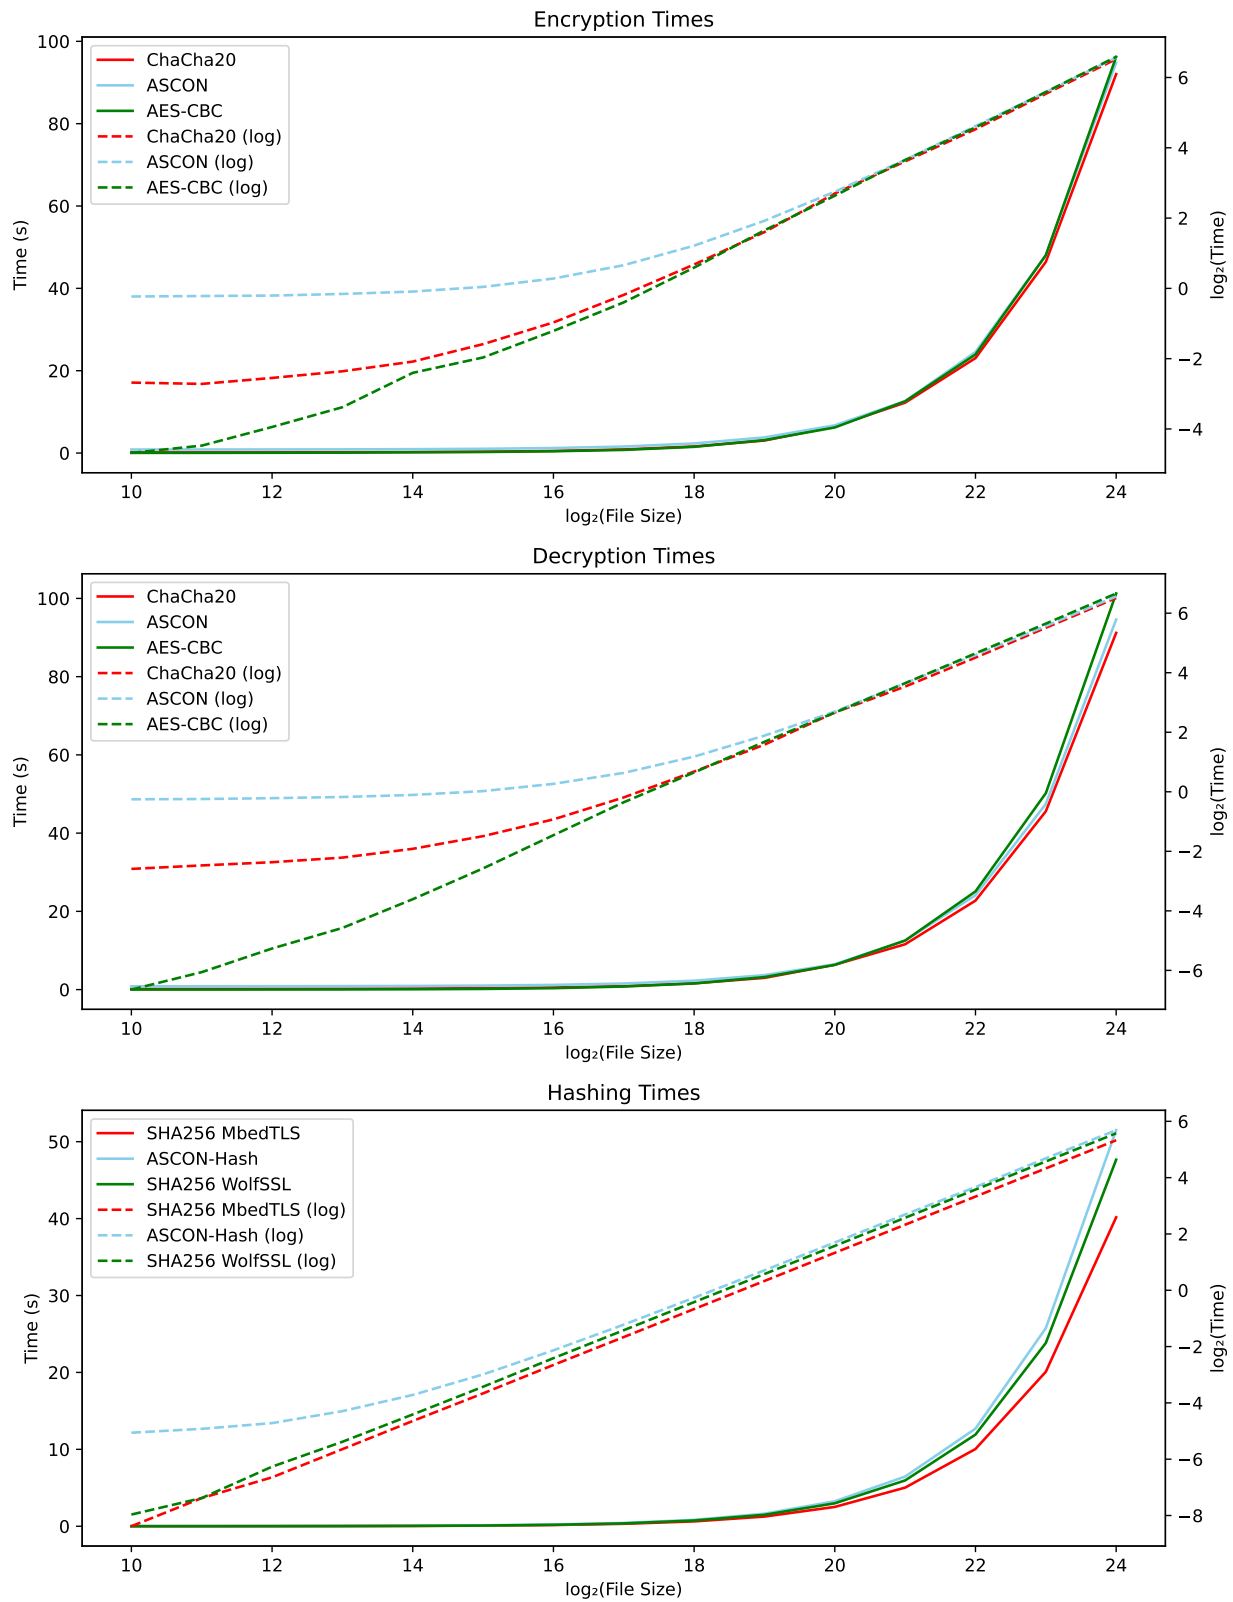 Encryption Times
100
80
60
40
20
0
Time (s)
ChaCha20
ASCON
AES-CBC
ChaCha20 (log)
ASCON (log)
AES-CBC (log)
6
4
2
0
−2
−4
log₂(Time)
10 12 14 16 18 20 22 24
log₂(File Size)
Decryption Times
100
80
60
40
20
0
Time (s)
ChaCha20
ASCON
AES-CBC
ChaCha20 (log)
ASCON (log)
AES-CBC (log)
6
4
2
0
−2
−4
−6
log₂(Time)
10 12 14 16 18 20 22 24
log₂(File Size)
Hashing Times
50
40
30
20
10
0
Time (s)
SHA256 MbedTLS
ASCON-Hash
SHA256 WolfSSL
SHA256 MbedTLS (log)
ASCON-Hash (log)
SHA256 WolfSSL (log)
6
4
2
0
−2
−4
−6
−8
log₂(Time)
10 12 14 16 18 20 22 24
log₂(File Size)